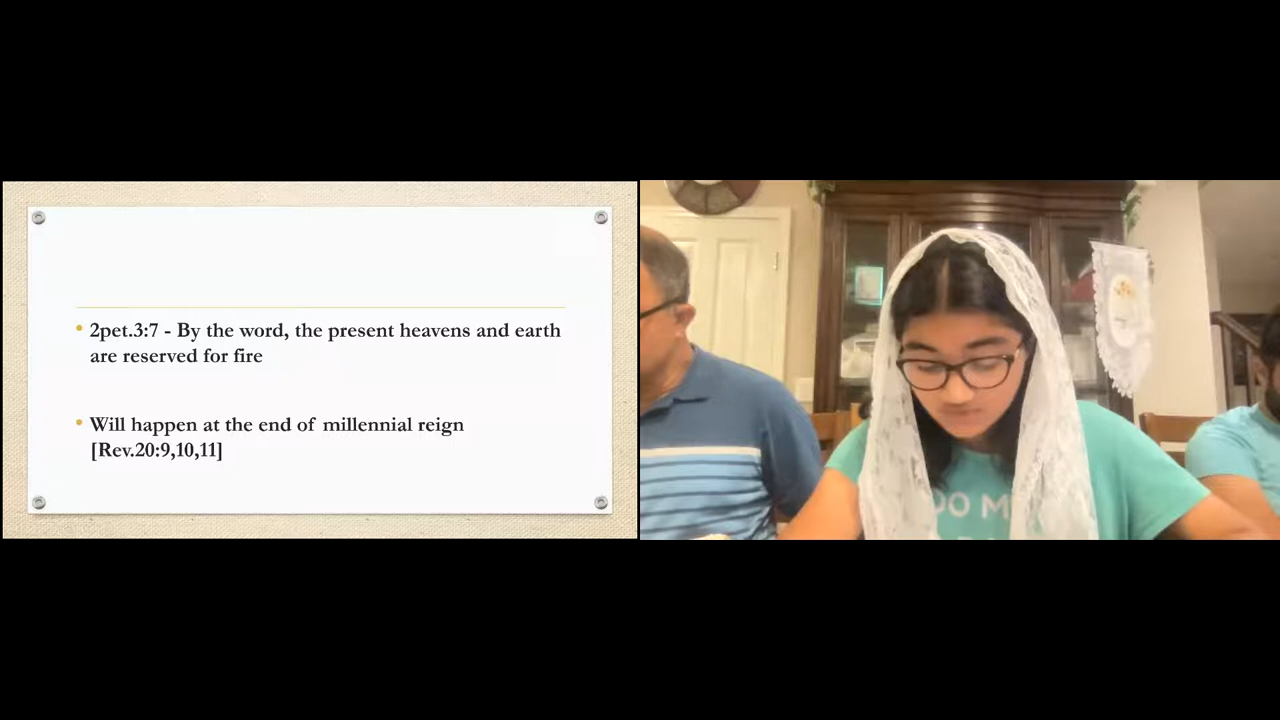 2pet.3:7 - By the word, the present heavens and earth
are reserved for fire
Will happen at the end of millennial reign
[Rev.20:9,10,11]